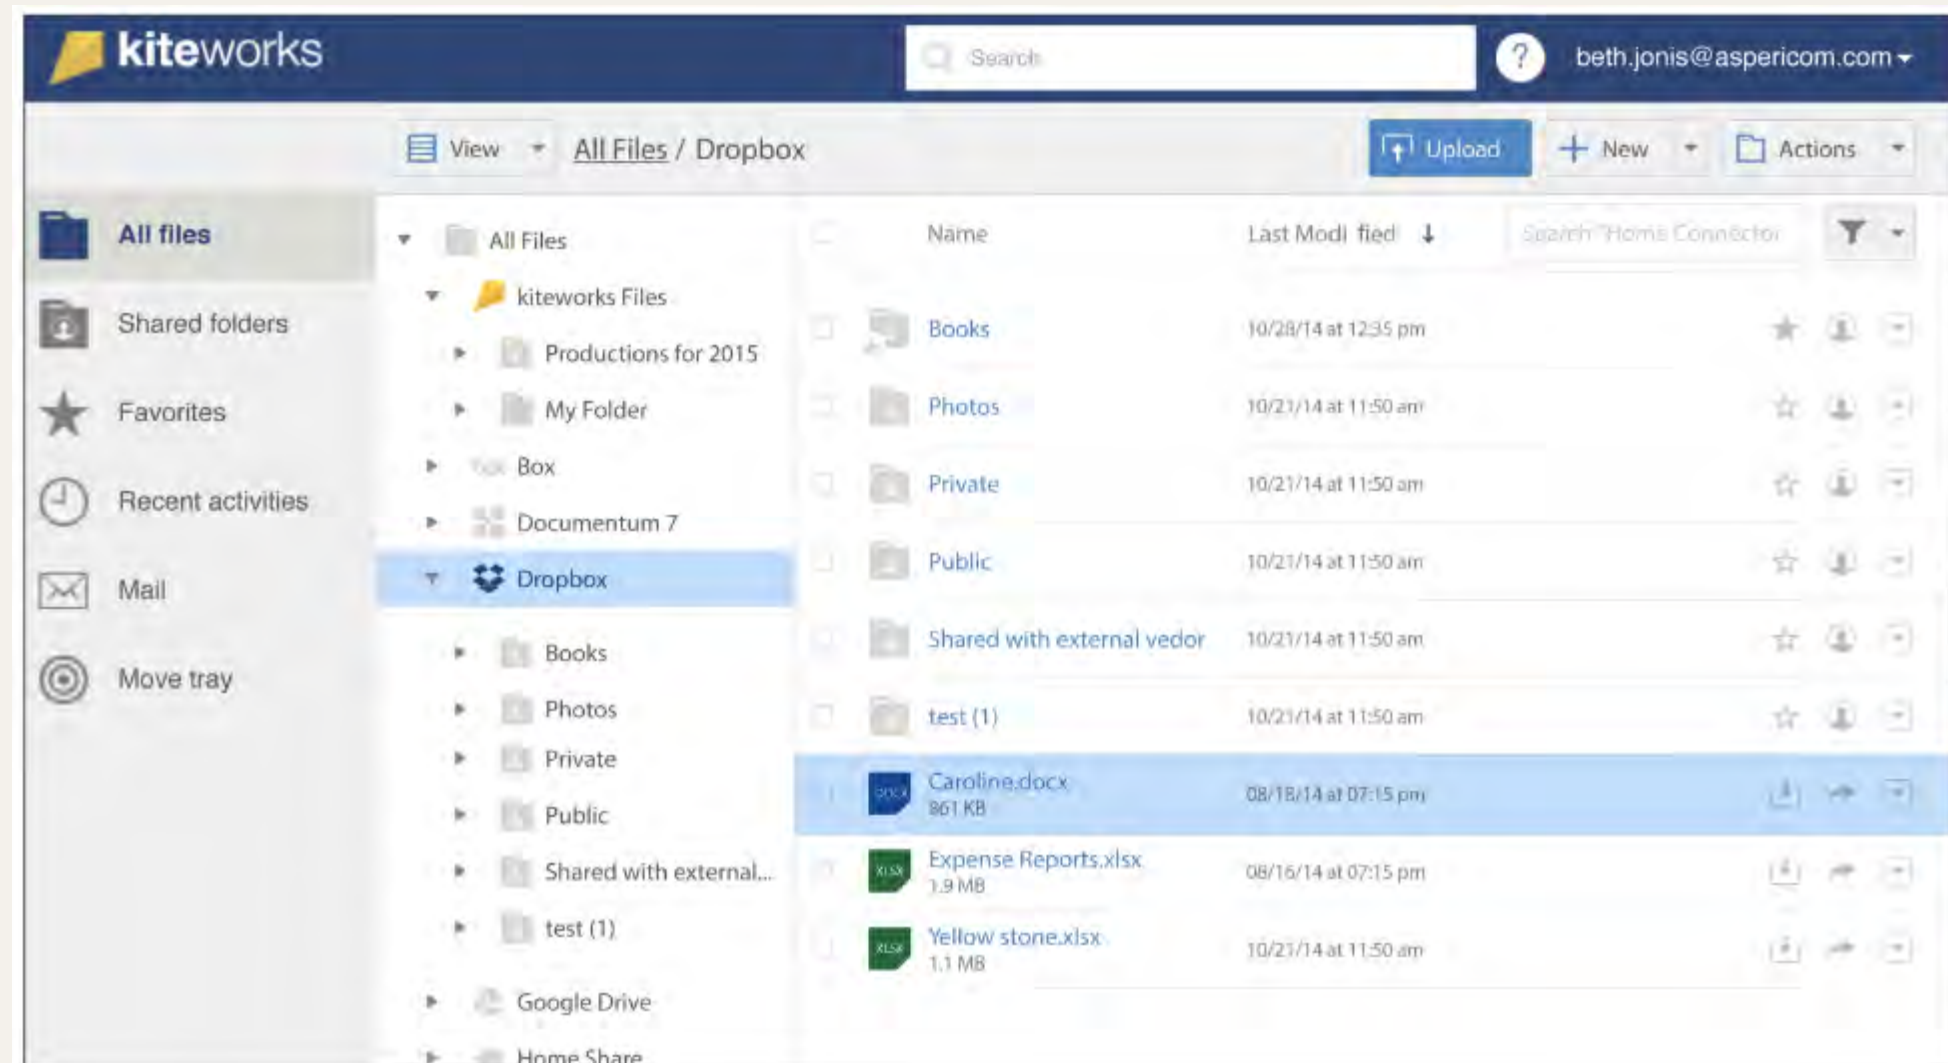 kiteworks
Search
?
beth.jonis@aspericom.com
View
All Files / Dropbox
Upload
New
Actions
All files
Shared folders
Favorites
Recent activities
Mail
Move tray
All Files
kiteworks Files
Productions for 2015
My Folder
Box
Documentum 7
Dropbox
Books
Photos
Private
Public
Shared with external...
test (1)
Google Drive
Home Share
Name Last Modi fied Search "Home Connector
Books 10/28/14 at 12:35 pm
Photos 10/21/14 at 11:50 am
Private 10/21/14 at 11:50 am
Public 10/21/14 at 11:50 am
Shared with external vedor 10/21/14 at 11:50 am
test (1) 10/21/14 at 11:50 am
DOCX Caroline.docx 08/18/14 at 07:15 pm
861 KB
XLSX Expense Reports.xlsx 08/16/14 at 07:15 pm
1.9 MB
XLSX Yellow stone.xlsx 10/21/14 at 11:50 am
1.1 MB